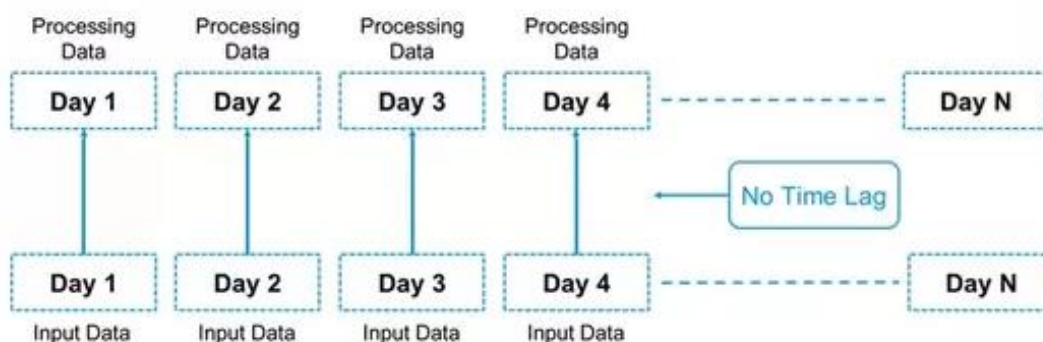 Processing Data
Processing Data
Processing Data
Processing Data
Day 1
Day 2
Day 3
Day 4
Day N
No Time Lag
Day 1
Day 2
Day 3
Day 4
Day N
Input Data
Input Data
Input Data
Input Data